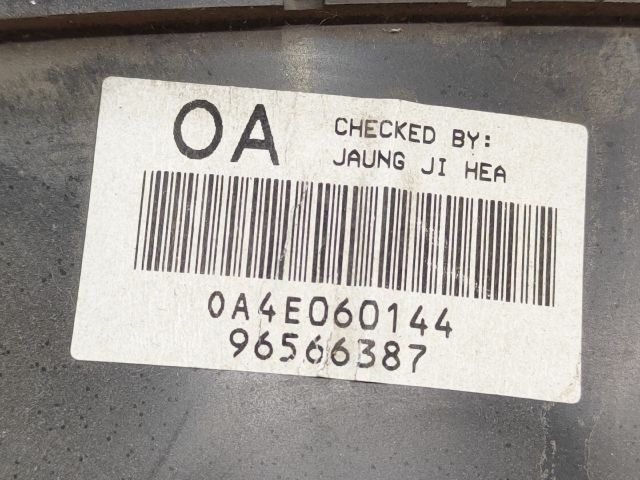 OA
CHECKED BY:
JAUNG JI HEA
0A4E060144
96566387